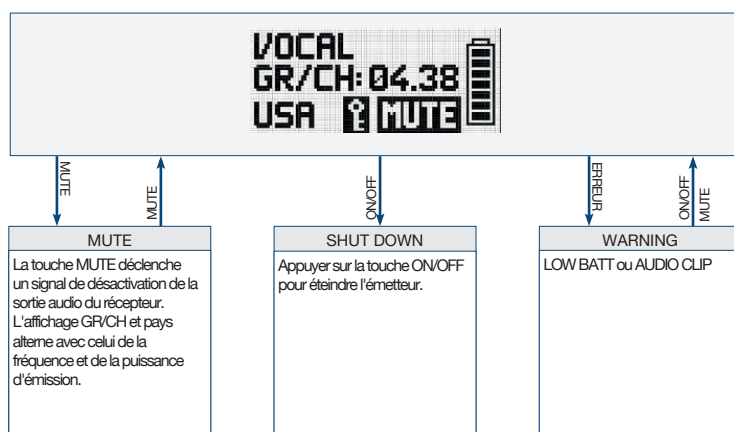 VOCAL
GR/CH: 04.38
USA MUTE
MUTE
MUTE
ON/OFF
ERREUR
ON/OFF
MUTE
MUTE
La touche MUTE déclenche
un signal de désactivation de la
sortie audio du récepteur.
L'affichage GR/CH et pays
alterne avec celui de la
fréquence et de la puissance
d'émission.
SHUT DOWN
Appuyer sur la touche ON/OFF
pour éteindre l'émetteur.
WARNING
LOW BATT ou AUDIO CLIP